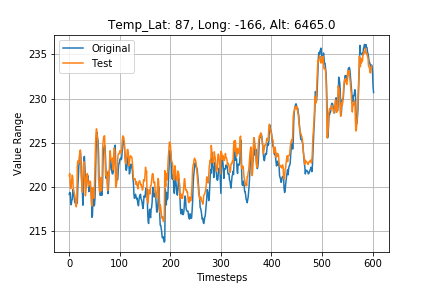 Temp_Lat: 87, Long: -166, Alt: 6465.0
Original
Test
Value Range
235
230
225
220
215
0 100 200 300 400 500 600
Timesteps